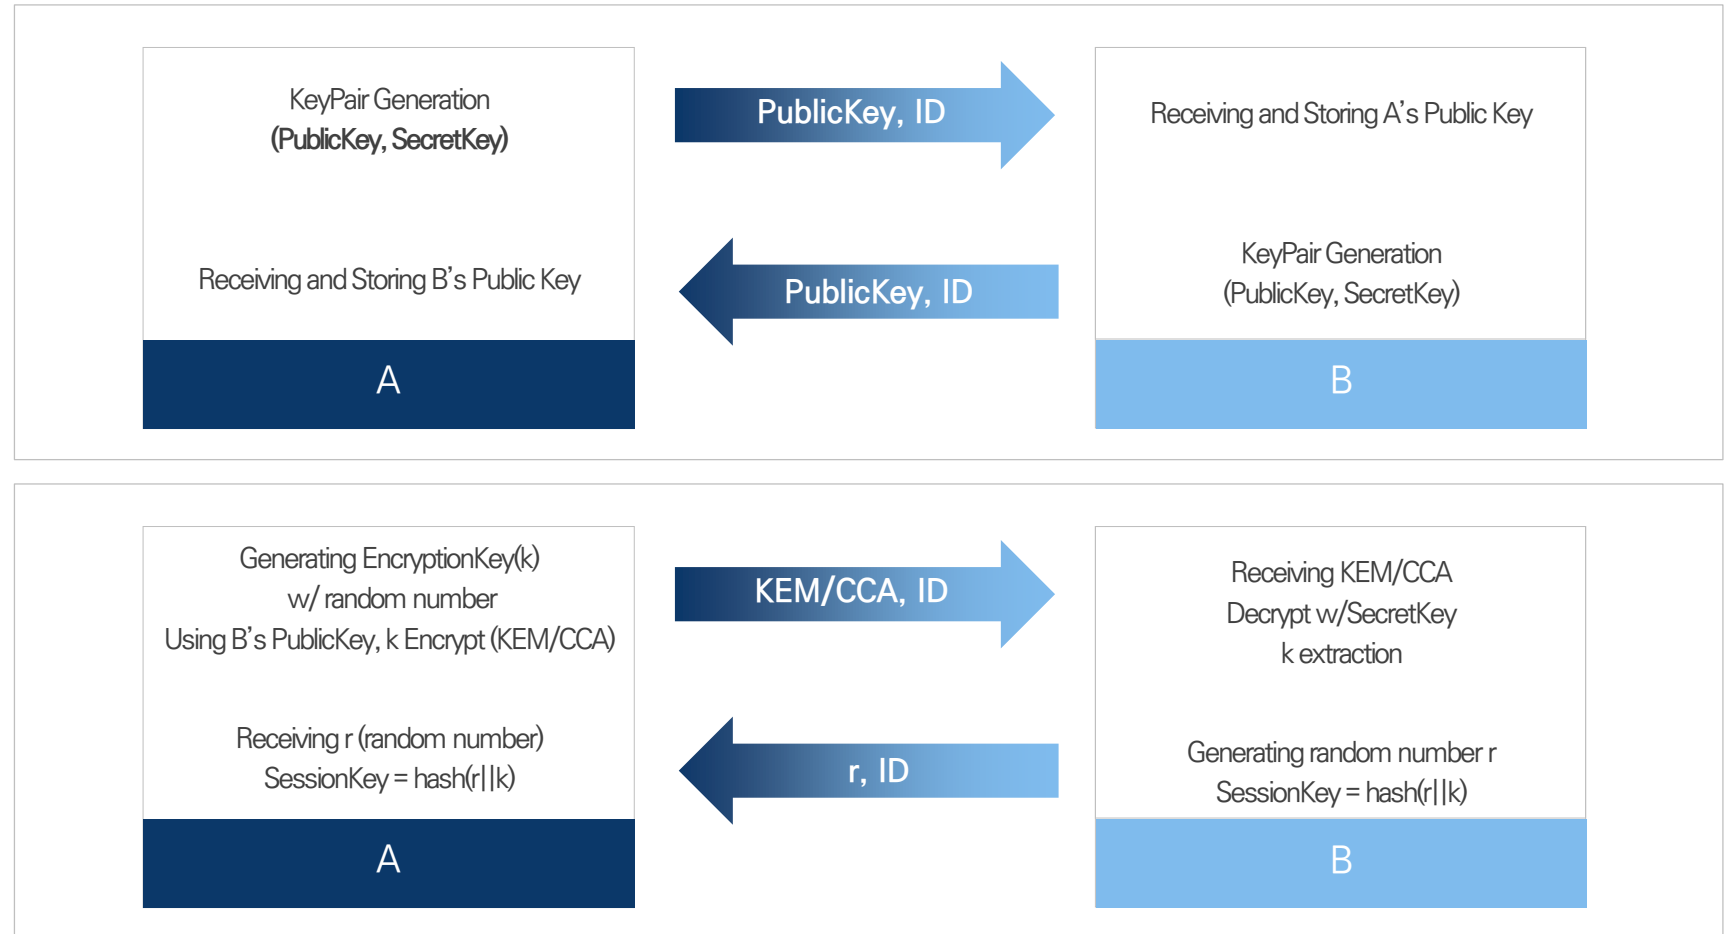 KeyPair Generation
(PublicKey, SecretKey)
PublicKey, ID
Receiving and Storing A’s Public Key
Receiving and Storing B’s Public Key
PublicKey, ID
KeyPair Generation
(PublicKey, SecretKey)
A
B
Generating EncryptionKey(k)
w/ random number
Using B’s PublicKey, k Encrypt (KEM/CCA)
KEM/CCA, ID
Receiving KEM/CCA
Decrypt w/SecretKey
k extraction
Receiving r (random number)
SessionKey = hash(r||k)
r, ID
Generating random number r
SessionKey = hash(r||k)
A
B